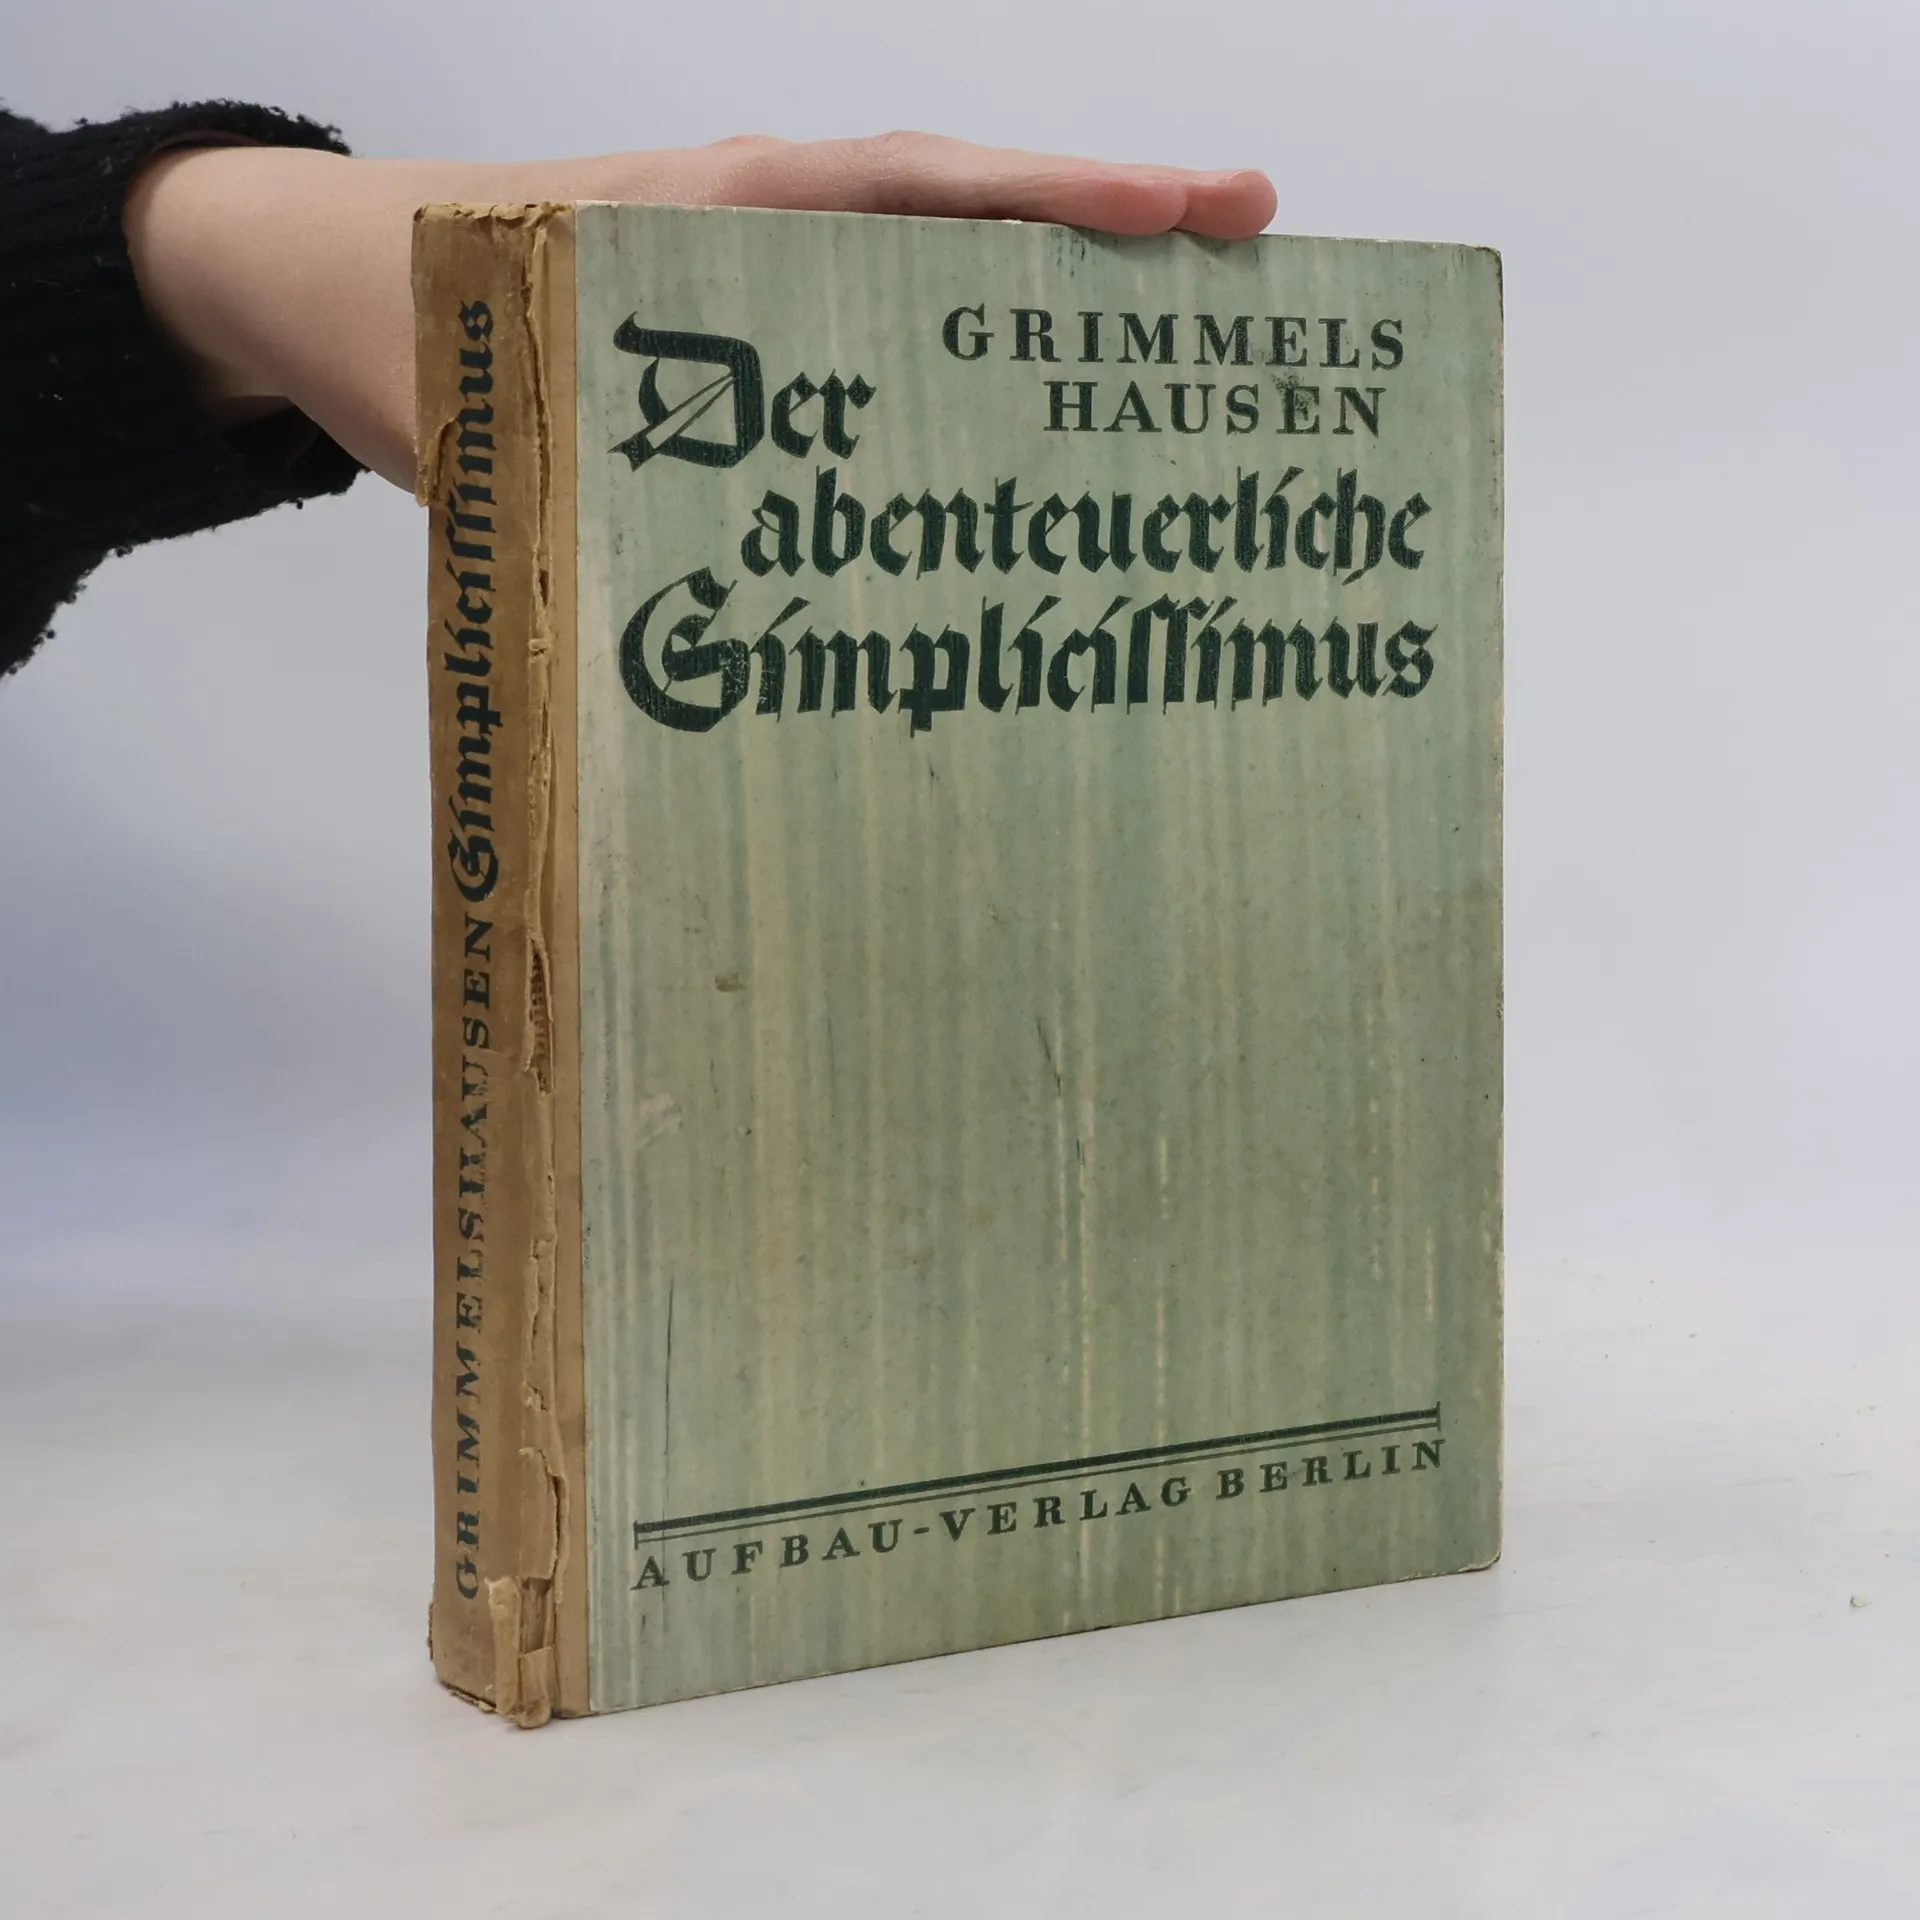 GRIMMELS
HAUSEN
Der
abenteuerliche
Simpliciſſimus
AUFBAU-VERLAG BERLIN
GRIMMELSHAUSEN Simpliciſſimus